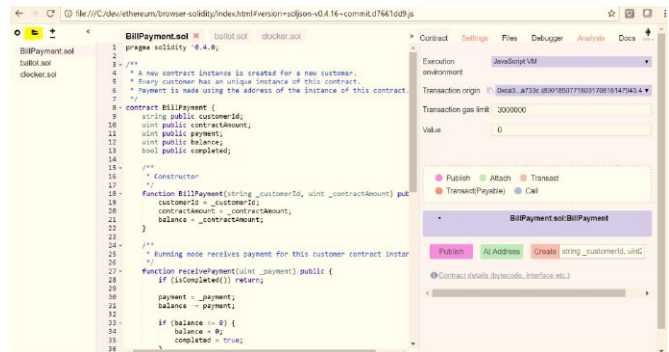 file:///C:/dev/ethereum/browser-solidity/index.html#version=soljson-v0.4.16+commit.d7661dd9.js
BillPayment.sol
ballot.sol
clocker.sol
BillPayment.sol ballot.sol clocker.sol
1 pragma solidity ^0.4.0;
2
3 /**
4 * A new contract instance is created for a new customer.
5 * Every customer has an unique instance of this contract.
6 * Payment is made using the address of the instance of this contract.
7 */
8 contract BillPayment {
9 string public customerId;
10 uint public contractAmount;
11 uint public payment;
12 uint public balance;
13 bool public completed;
14
15 /**
16 * Constructor
17 */
18 function BillPayment(string _customerId, uint _contractAmount) pub
19 customerId = _customerId;
20 contractAmount = _contractAmount;
21 balance = _contractAmount;
22 }
23
24 /**
25 * Running node receives payment for this customer contract instar
26 */
27 function receivePayment(uint _payment) public {
28 if (isCompleted()) return;
29
30 payment = _payment;
31 balance -= payment;
32
33 if (balance <= 0) {
34 balance = 0;
35 completed = true;
36 }
Contract Settings Files Debugger Analysis Docs
Execution environment JavaScript VM
Transaction origin
Transaction gas limit 3000000
Value 0
Publish Attach Transact
Transact(Payable) Call
BillPayment.sol:BillPayment
Publish At Address Create string _customerId, uint2
Contract details (bytecode, interface etc.)